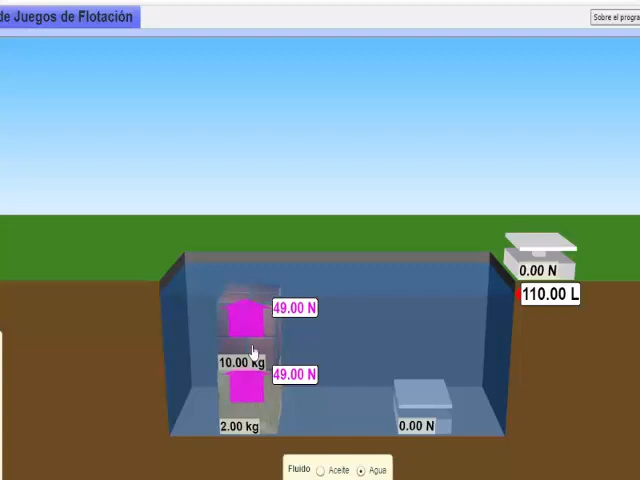 de Juegos de Flotación
Sobre el progra
0.00 N
110.00 L
49.00 N
10.00 kg
49.00 N
2.00 kg
0.00 N
Fluido Aceite Agua